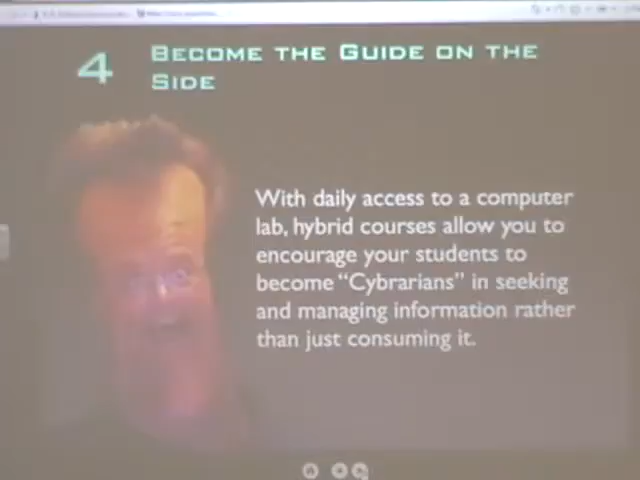 4
BECOME THE GUIDE ON THE
SIDE
With daily access to a computer
lab, hybrid courses allow you to
encourage your students to
become “Cybrarians” in seeking
and managing information rather
than just consuming it.